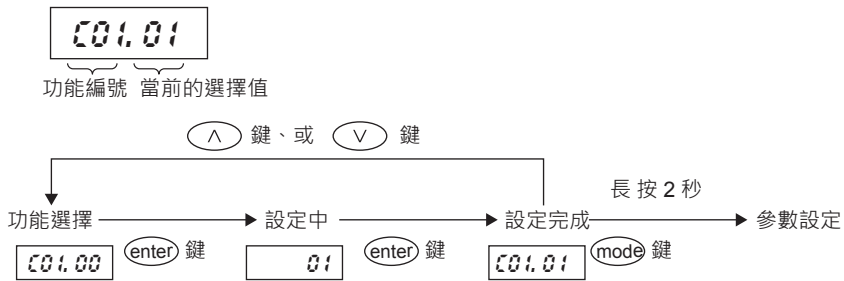 C01.01
功能編號 當前的選擇值
∧ 鍵、或 ∨ 鍵
長按2秒
功能選擇 設定中 設定完成 參數設定
C01.00 enter 鍵 01 enter 鍵 C01.01 mode 鍵